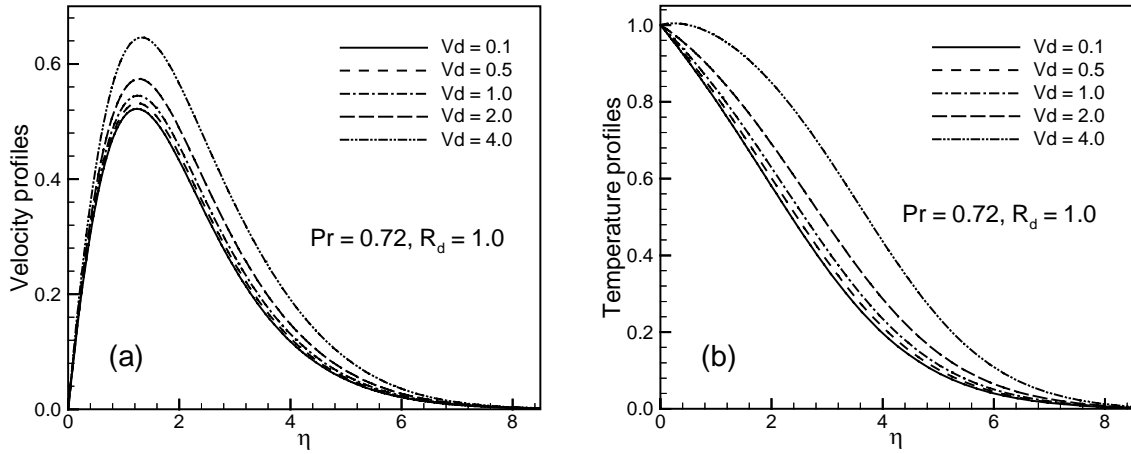 Velocity profiles
0.6
0.4
0.2
0.0
0
2
4
6
8
η
Vd = 0.1
Vd = 0.5
Vd = 1.0
Vd = 2.0
Vd = 4.0
Pr = 0.72, R_d = 1.0
(a)
Temperature profiles
1.0
0.8
0.6
0.4
0.2
0.0
0
2
4
6
8
η
Vd = 0.1
Vd = 0.5
Vd = 1.0
Vd = 2.0
Vd = 4.0
Pr = 0.72, R_d = 1.0
(b)